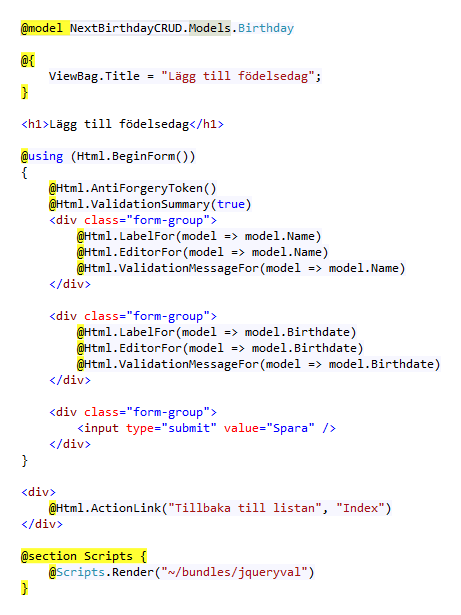 @model NextBirthdayCRUD.Models.Birthday
@{
    ViewBag.Title = "Lägg till födelsedag";
}
<h1>Lägg till födelsedag</h1>
@using (Html.BeginForm())
{
    @Html.AntiForgeryToken()
    @Html.ValidationSummary(true)
    <div class="form-group">
        @Html.LabelFor(model => model.Name)
        @Html.EditorFor(model => model.Name)
        @Html.ValidationMessageFor(model => model.Name)
    </div>
    <div class="form-group">
        @Html.LabelFor(model => model.Birthdate)
        @Html.EditorFor(model => model.Birthdate)
        @Html.ValidationMessageFor(model => model.Birthdate)
    </div>
    <div class="form-group">
        <input type="submit" value="Spara" />
    </div>
}
<div>
    @Html.ActionLink("Tillbaka till listan", "Index")
</div>
@section Scripts {
    @Scripts.Render("~/bundles/jqueryval")
}